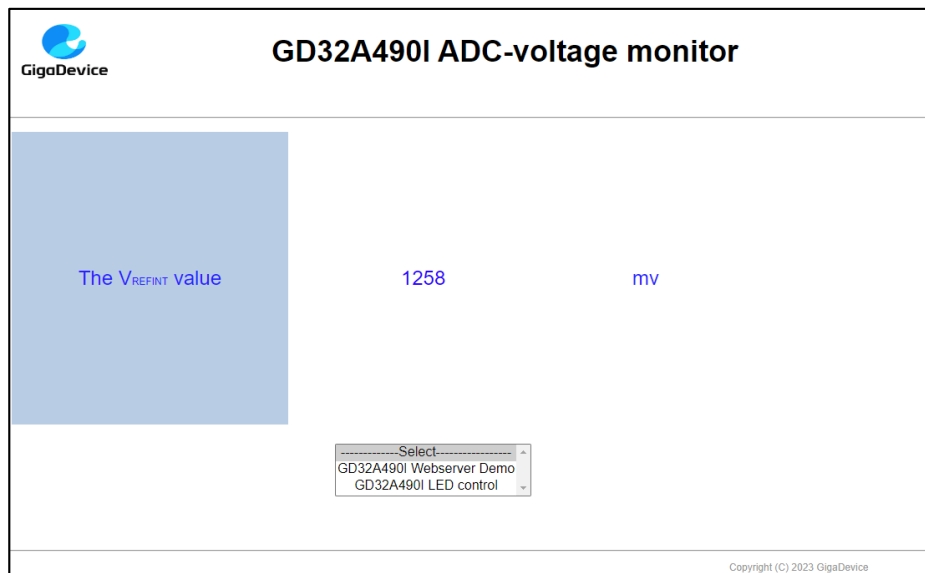 GigaDevice
GD32A490I ADC-voltage monitor
The VREFINT value 1258 mv
-------------Select----------------
GD32A490I Webserver Demo
GD32A490I LED control
Copyright (C) 2023 GigaDevice